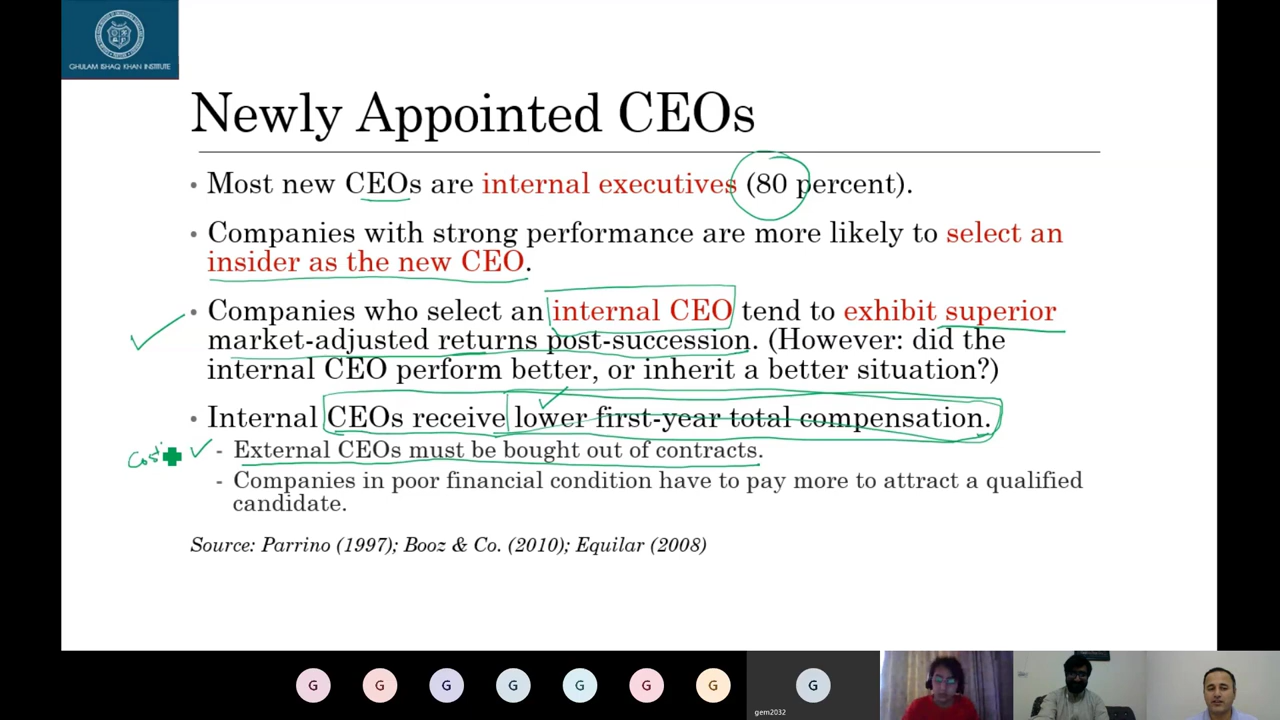 GHULAM ISHAQ KHAN INSTITUTE
Newly Appointed CEOs
• Most new CEOs are internal executives (80 percent).
• Companies with strong performance are more likely to select an
insider as the new CEO.
• Companies who select an internal CEO tend to exhibit superior
market-adjusted returns post-succession. (However: did the
internal CEO perform better, or inherit a better situation?)
• Internal CEOs receive lower first-year total compensation.
- External CEOs must be bought out of contracts.
- Companies in poor financial condition have to pay more to attract a qualified
candidate.
Source: Parrino (1997); Booz & Co. (2010); Equilar (2008)
G G G G G G G G
gem2032